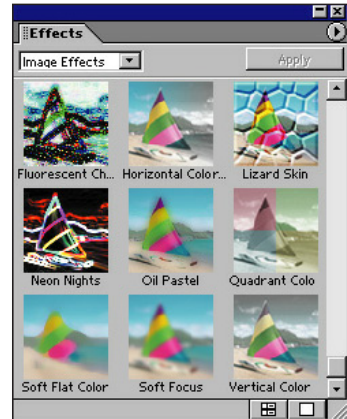 Effects
Image Effects
Apply
Fluorescent Ch... Horizontal Color... Lizard Skin
Neon Nights Oil Pastel Quadrant Colo
Soft Flat Color Soft Focus Vertical Color